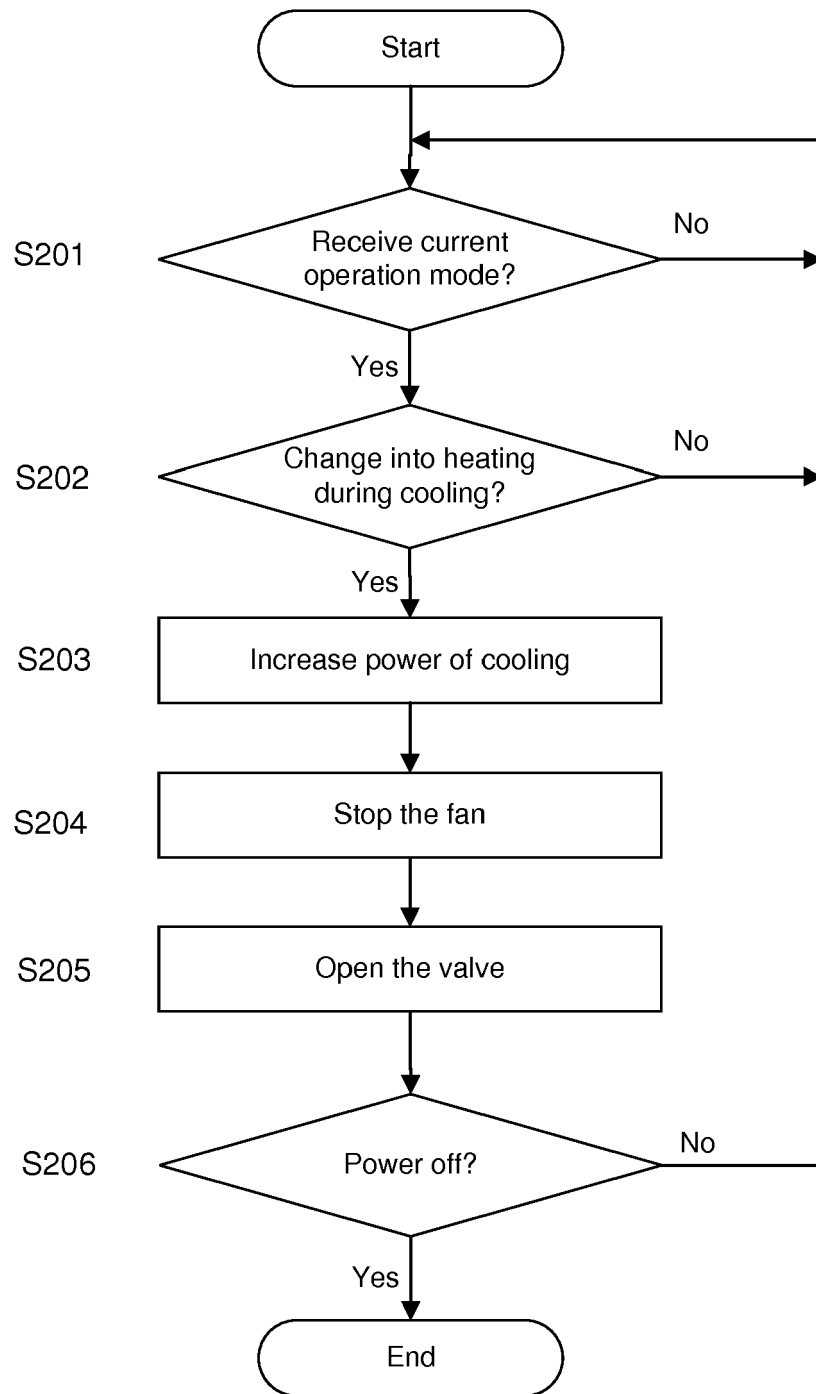 Start
S201
Receive current
operation mode?
No
Yes
S202
Change into heating
during cooling?
No
Yes
S203
Increase power of cooling
S204
Stop the fan
S205
Open the valve
S206
Power off?
No
Yes
End